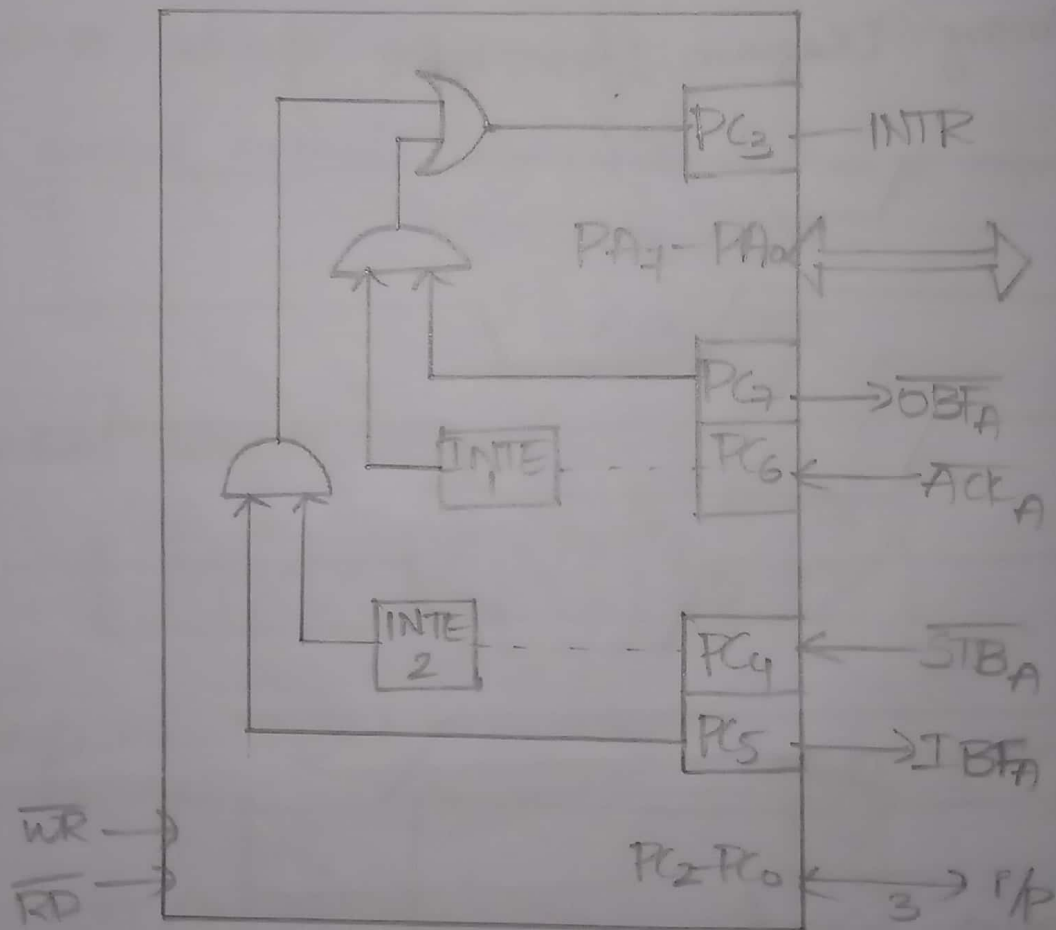 PC3 INTR
PA7 - PA0
PC7 OBFA
INTE 1 PC6 ACKA
INTE
2
PC4 STBA
PC5 IBFA
WR
RD
PC2-PC0
3